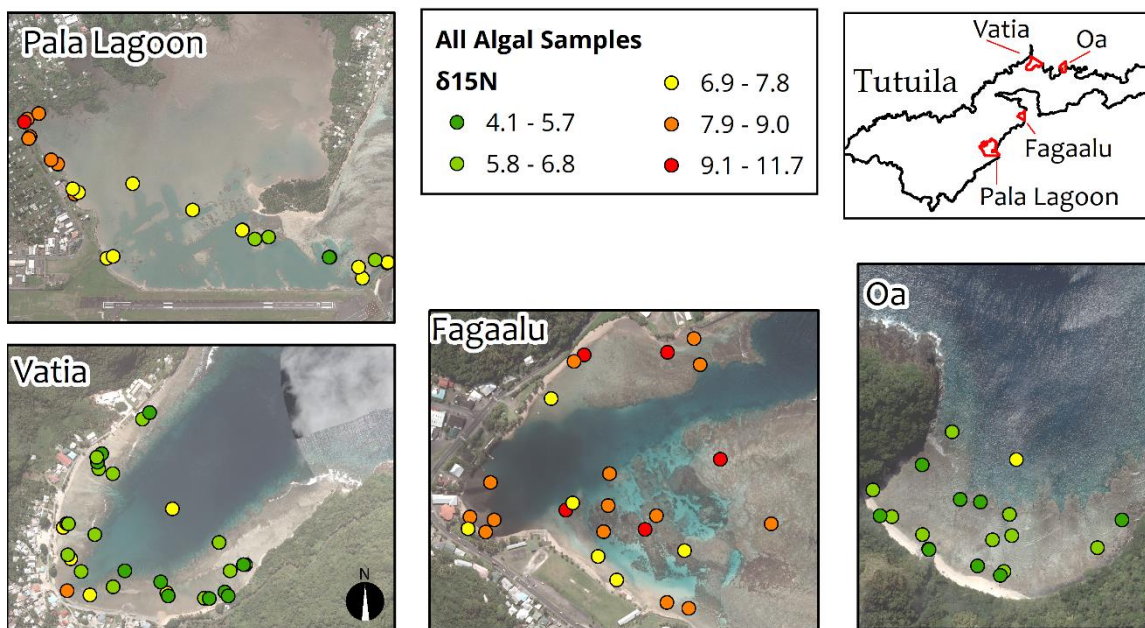 Pala Lagoon
All Algal Samples
δ15N
4.1 - 5.7
5.8 - 6.8
6.9 - 7.8
7.9 - 9.0
9.1 - 11.7
Vatia
Oa
Tutuila
Fagaalu
Pala Lagoon
Vatia
N
Fagaalu
Oa